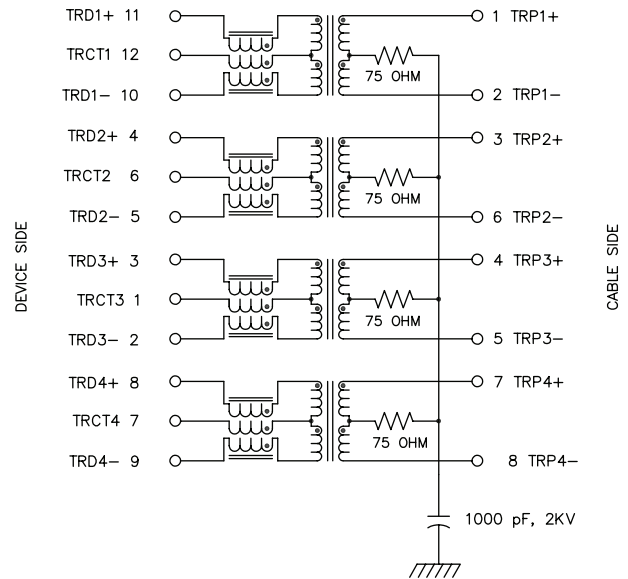 TRD1+ 11
1 TRP1+
TRCT1 12
75 OHM
TRD1- 10
2 TRP1-
TRD2+ 4
3 TRP2+
TRCT2 6
75 OHM
TRD2- 5
6 TRP2-
DEVICE SIDE
CABLE SIDE
TRD3+ 3
4 TRP3+
TRCT3 1
75 OHM
TRD3- 2
5 TRP3-
TRD4+ 8
7 TRP4+
TRCT4 7
75 OHM
TRD4- 9
8 TRP4-
1000 pF, 2KV